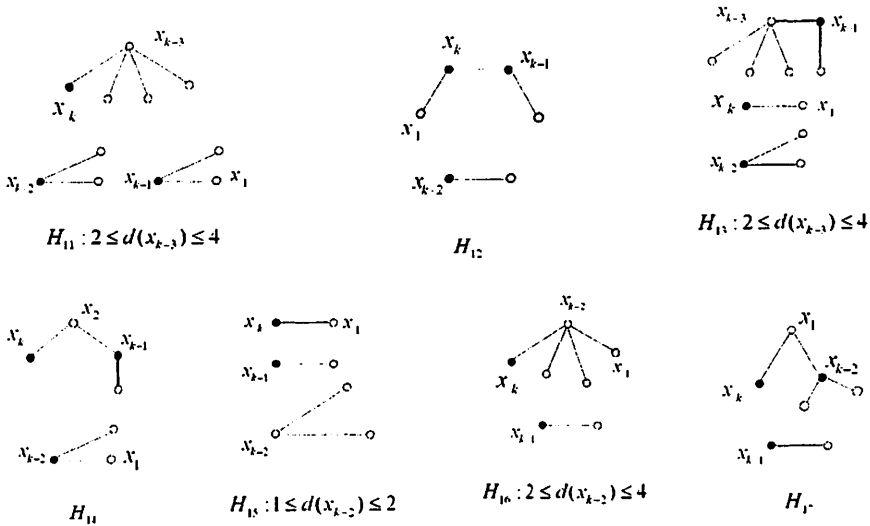 x_{k-3}
x_k
x_{k-2}
x_{k-1}
x_1
H_{11} : 2 ≤ d(x_{k-3}) ≤ 4
x_k
x_{k-1}
x_1
x_{k-2}
H_{12}
x_{k-3}
x_{k-1}
x_k
x_1
x_{k-2}
H_{13} : 2 ≤ d(x_{k-3}) ≤ 4
x_2
x_k
x_{k-1}
x_{k-2}
x_1
H_{14}
x_k
x_1
x_{k-1}
x_{k-2}
H_{15} : 1 ≤ d(x_{k-2}) ≤ 2
x_{k-2}
x_k
x_1
x_{k-1}
H_{16} : 2 ≤ d(x_{k-2}) ≤ 4
x_1
x_{k-2}
x_k
x_{k-1}